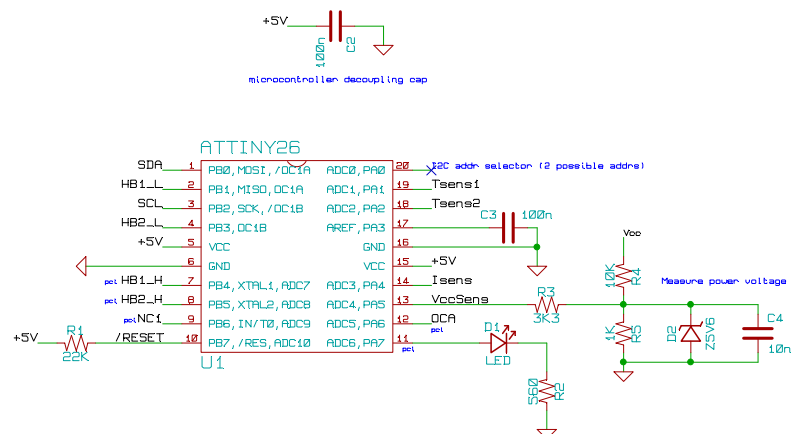 +5V
100n
C2
microcontroller decoupling cap
ATTINY26
SDA 1 PB0,MOSI,/OC1A ADC0,PA0 20 I2C addr selector (2 possible addrs)
HB1_L 2 PB1,MISO,OC1A ADC1,PA1 19 Tsens1
SCL 3 PB2,SCK,/OC1B ADC2,PA2 18 Tsens2
HB2_L 4 PB3,OC1B AREF,PA3 17 C3 100n
+5V 5 VCC GND 16
6 GND VCC 15 +5V
pcl HB1_H 7 PB4,XTAL1,ADC7 ADC3,PA4 14 Isens
pcl HB2_H 8 PB5,XTAL2,ADC8 ADC4,PA5 13 VccSens
pcl NC1 9 PB6,IN/T0,ADC9 ADC5,PA6 12 OCA
pcl
+5V R1 22K /RESET 10 PB7,/RES,ADC10 ADC6,PA7 11
pcl
U1
R3
3K3
D1
LED
560
R2
Vcc
10K
R4
Measure power voltage
1K
R5
D2
Z5V6
C4
10n